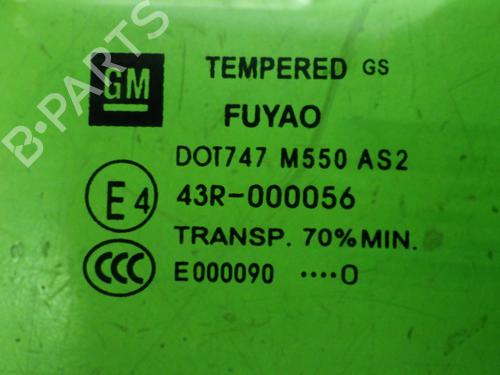 B-PARTS
GM TEMPERED GS
FUYAO
DOT747 M550 AS2
E4 43R-000056
TRANSP. 70% MIN.
CCC E000090 ····0